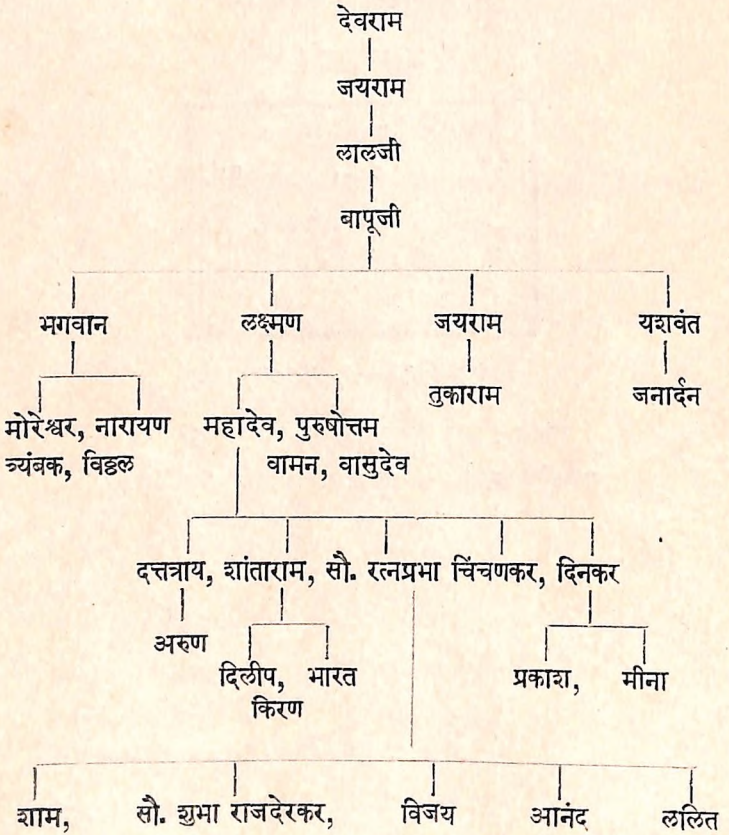 देवराम
जयराम
लालजी
बापूजी
भगवान लक्ष्मण जयराम यशवंत
तुकाराम जनार्दन
मोरेश्वर, नारायण महादेव, पुरुषोत्तम
त्र्यंबक, विठ्ठल वामन, वासुदेव
दत्तत्राय, शांताराम, सौ. रत्नप्रभा चिंचणकर, दिनकर
अरुण
दिलीप, भारत प्रकाश, मीना
किरण
शाम, सौ. शुभा राजदेरकर, विजय आनंद ललित